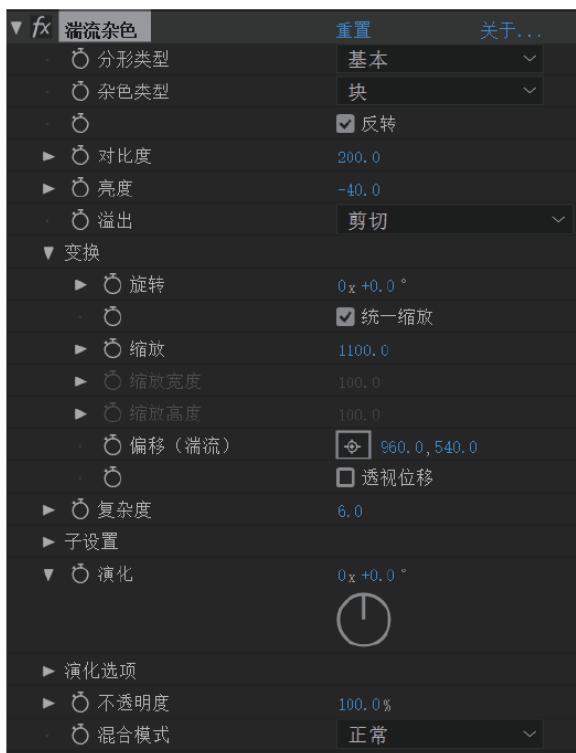 fx 湍流杂色 重置 关于...
分形类型 基本
杂色类型 块
反转
对比度 200.0
亮度 -40.0
溢出 剪切
变换
旋转 0x+0.0°
统一缩放
缩放 1100.0
缩放宽度 100.0
缩放高度 100.0
偏移（湍流） 960.0,540.0
透视位移
复杂度 6.0
子设置
演化 0x+0.0°
演化选项
不透明度 100.0%
混合模式 正常